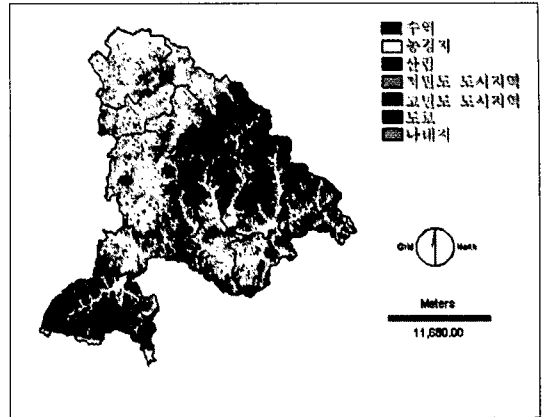 수역
농경지
산림
저밀도 도시지역
고밀도 도시지역
도로
나대지
Grid North
Meters
11,680.00